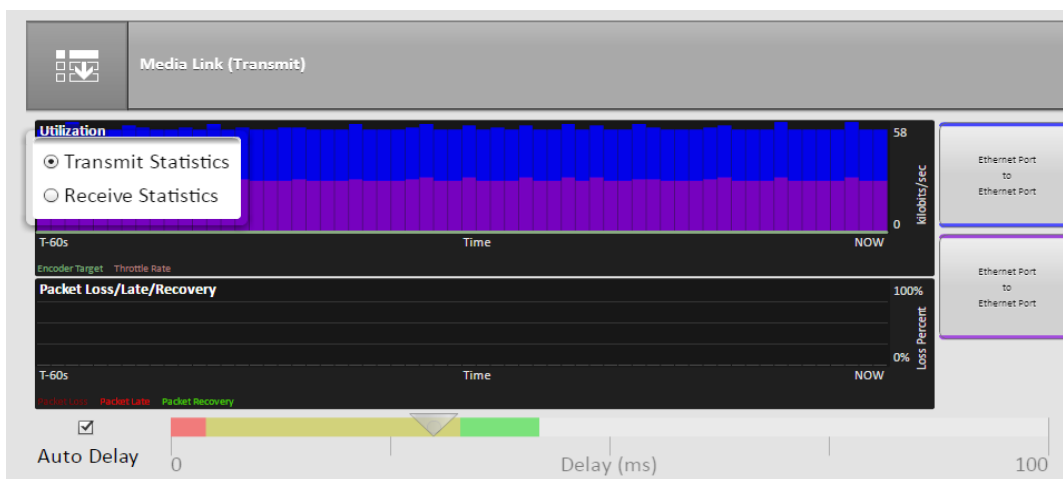 Media Link (Transmit)
Utilization
Transmit Statistics
Receive Statistics
58
kilobits/sec
0
T-60s Time NOW
Encoder Target Throttle Rate
Ethernet Port
to
Ethernet Port
Packet Loss/Late/Recovery
100%
Loss Percent
0%
T-60s Time NOW
Packet Loss Packet Late Packet Recovery
Ethernet Port
to
Ethernet Port
Auto Delay
0 Delay (ms) 100